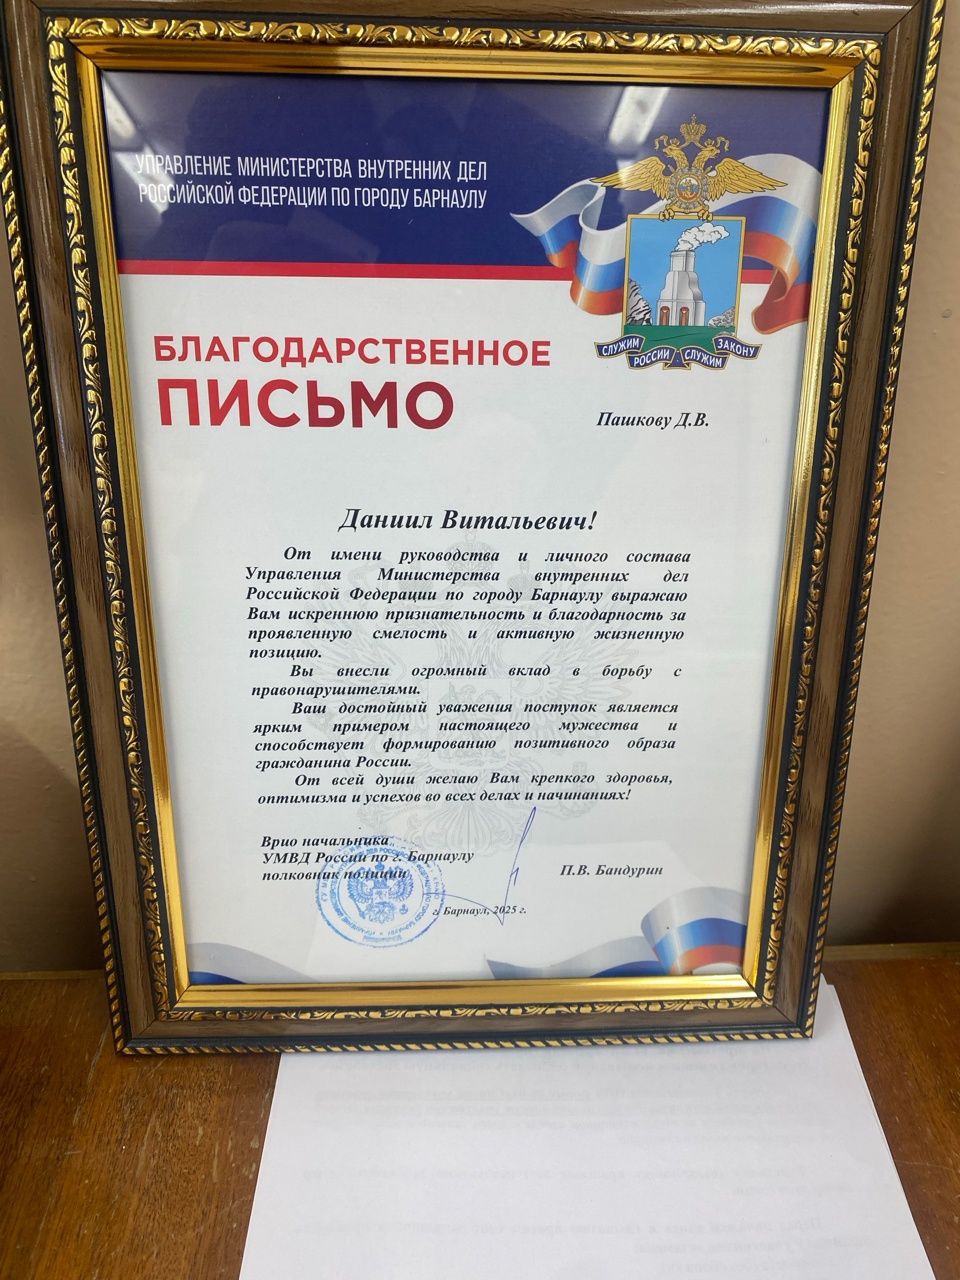 УПРАВЛЕНИЕ МИНИСТЕРСТВА ВНУТРЕННИХ ДЕЛ
РОССИЙСКОЙ ФЕДЕРАЦИИ ПО ГОРОДУ БАРНАУЛУ
СЛУЖИМ РОССИИ СЛУЖИМ ЗАКОНУ
БЛАГОДАРСТВЕННОЕ
ПИСЬМО
Пашкову Д.В.
Даниил Витальевич!
От имени руководства и личного состава
Управления Министерства внутренних дел
Российской Федерации по городу Барнаулу выражаю
Вам искреннюю признательность и благодарность за
проявленную смелость и активную жизненную
позицию.
Вы внесли огромный вклад в борьбу с
правонарушителями.
Ваш достойный уважения поступок является
ярким примером настоящего мужества и
способствует формированию позитивного образа
гражданина России.
От всей души желаю Вам крепкого здоровья,
оптимизма и успехов во всех делах и начинаниях!
Врио начальника
УМВД России по г. Барнаулу
полковник полиции
П.В. Бандурин
г. Барнаул, 2025 г.